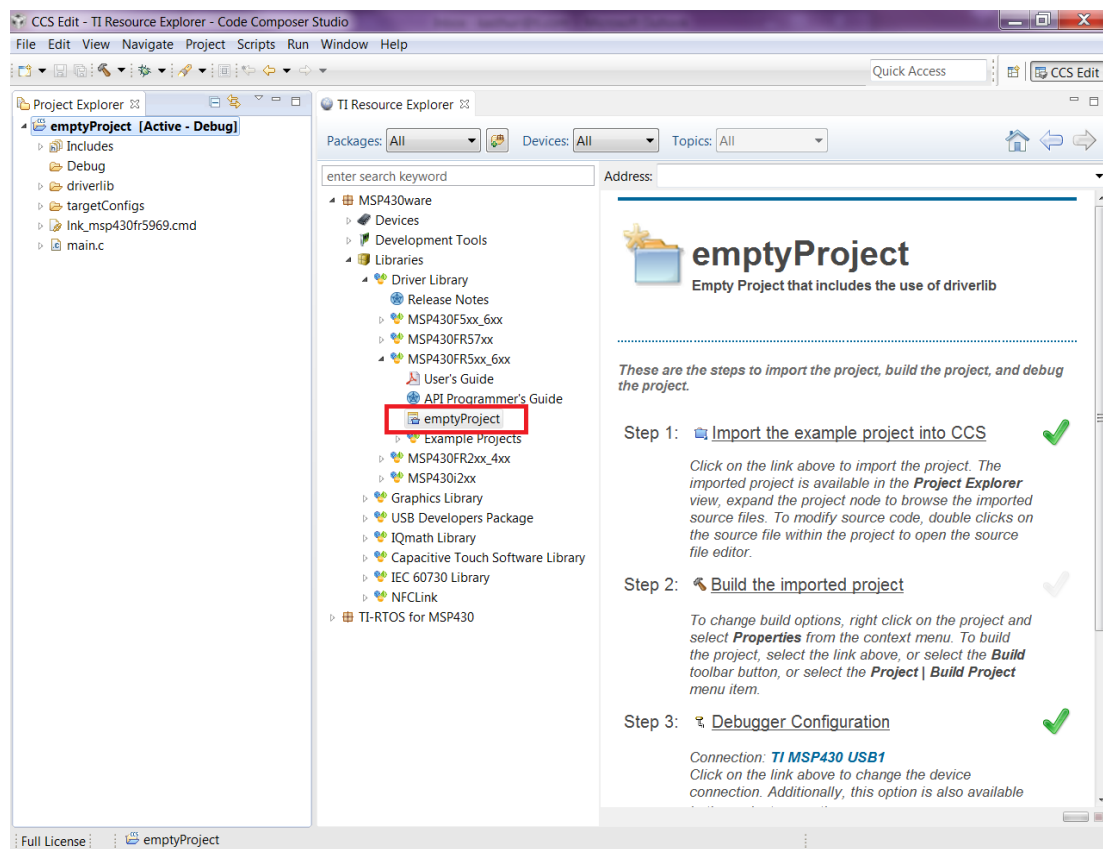 CCS Edit - TI Resource Explorer - Code Composer Studio
File Edit View Navigate Project Scripts Run Window Help
Quick Access
CCS Edit
Project Explorer
emptyProject [Active - Debug]
Includes
Debug
driverlib
targetConfigs
lnk_msp430fr5969.cmd
main.c
TI Resource Explorer
Packages: All Devices: All Topics: All
enter search keyword
Address:
MSP430ware
Devices
Development Tools
Libraries
Driver Library
Release Notes
MSP430F5xx_6xx
MSP430FR57xx
MSP430FR5xx_6xx
User's Guide
API Programmer's Guide
emptyProject
Example Projects
MSP430FR2xx_4xx
MSP430i2xx
Graphics Library
USB Developers Package
IQmath Library
Capacitive Touch Software Library
IEC 60730 Library
NFCLink
TI-RTOS for MSP430
emptyProject
Empty Project that includes the use of driverlib
These are the steps to import the project, build the project, and debug
the project.
Step 1: Import the example project into CCS
Click on the link above to import the project. The
imported project is available in the Project Explorer
view, expand the project node to browse the imported
source files. To modify source code, double clicks on
the source file within the project to open the source
file editor.
Step 2: Build the imported project
To change build options, right click on the project and
select Properties from the context menu. To build
the project, select the link above, or select the Build
toolbar button, or select the Project | Build Project
menu item.
Step 3: Debugger Configuration
Connection: TI MSP430 USB1
Click on the link above to change the device
connection. Additionally, this option is also available
Full License
emptyProject